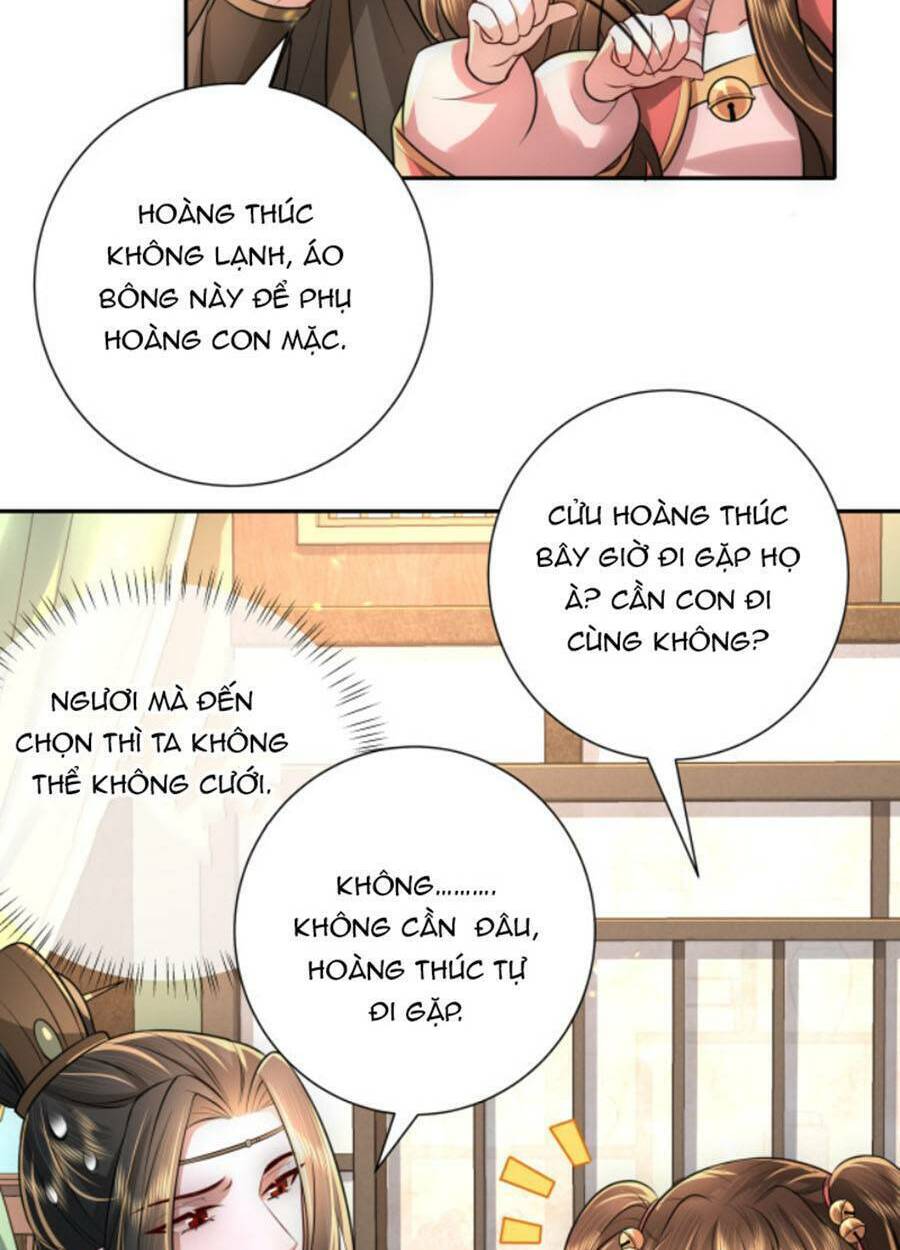 HOÀNG THÚC
KHÔNG LẠNH, ÁO
BÔNG NÀY ĐỂ PHỤ
HOÀNG CON MẶC.
CỬU HOÀNG THÚC
BÂY GIỜ ĐI GẶP HỌ
À? CẦN CON ĐI
CÙNG KHÔNG?
NGƯƠI MÀ ĐẾN
CHỌN THÌ TA KHÔNG
THỂ KHÔNG CƯỚI.
KHÔNG..........
KHÔNG CẦN ĐÂU,
HOÀNG THÚC TỰ
ĐI GẶP.